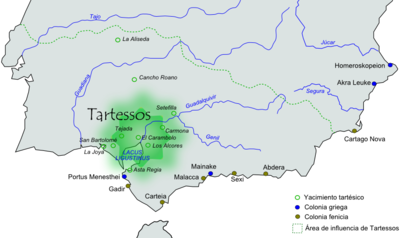 Tajo
La Aliseda
Júcar
Homeroskopeion
Cancho Roano
Guadiana
Akra Leuke
Segura
Guadalquivir
Setefilla
Tartessos
Tejada
Carmona
Cartago Nova
San Bartolomé
El Carambolo
Genil
La Joya
Los Alcores
LACUS
LIGUSTINUS
Asta Regia
Mainake
Abdera
Portus Menesthei
Malacca
Sexi
Gadir
Carteia
Yacimiento tartésico
Colonia griega
Colonia fenicia
Área de influencia de Tartessos